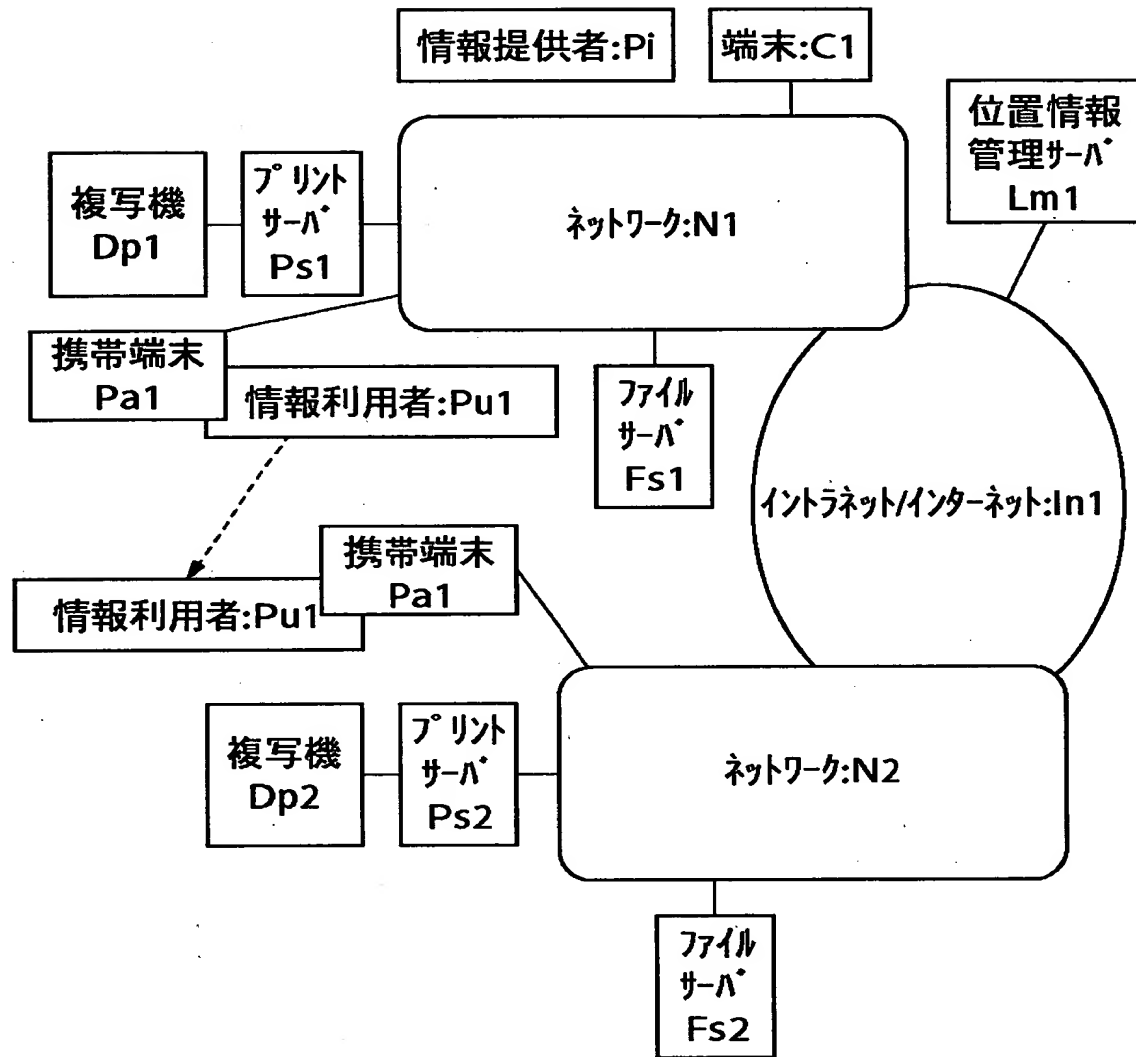 情報提供者:Pi
端末:C1
位置情報
管理ｻｰﾊﾞ
Lm1
複写機
Dp1
ﾌﾟﾘﾝﾄ
ｻｰﾊﾞ
Ps1
ﾈｯﾄﾜｰｸ:N1
携帯端末
Pa1
情報利用者:Pu1
ﾌｧｲﾙ
ｻｰﾊﾞ
Fs1
ｲﾝﾄﾗﾈｯﾄ/ｲﾝﾀｰﾈｯﾄ:In1
携帯端末
Pa1
情報利用者:Pu1
複写機
Dp2
ﾌﾟﾘﾝﾄ
ｻｰﾊﾞ
Ps2
ﾈｯﾄﾜｰｸ:N2
ﾌｧｲﾙ
ｻｰﾊﾞ
Fs2